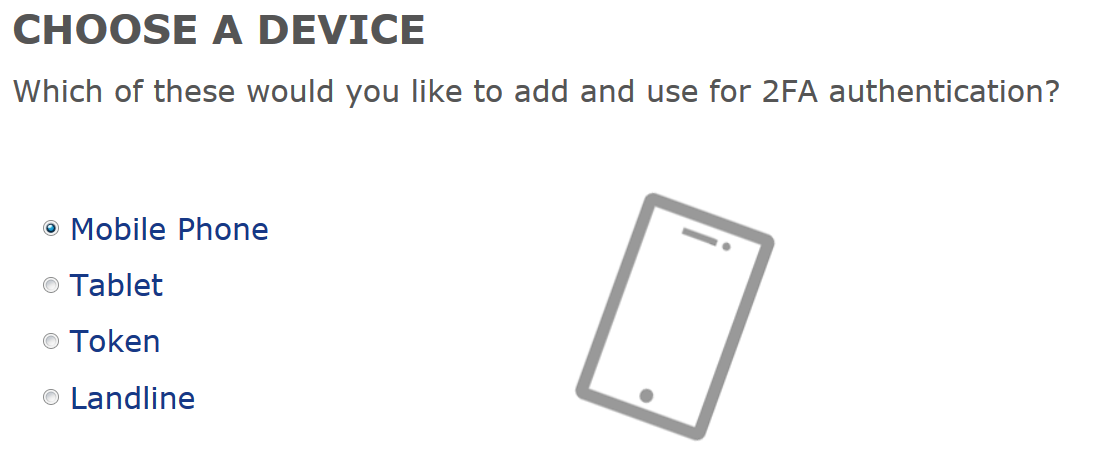 CHOOSE A DEVICE
Which of these would you like to add and use for 2FA authentication?
Mobile Phone
Tablet
Token
Landline